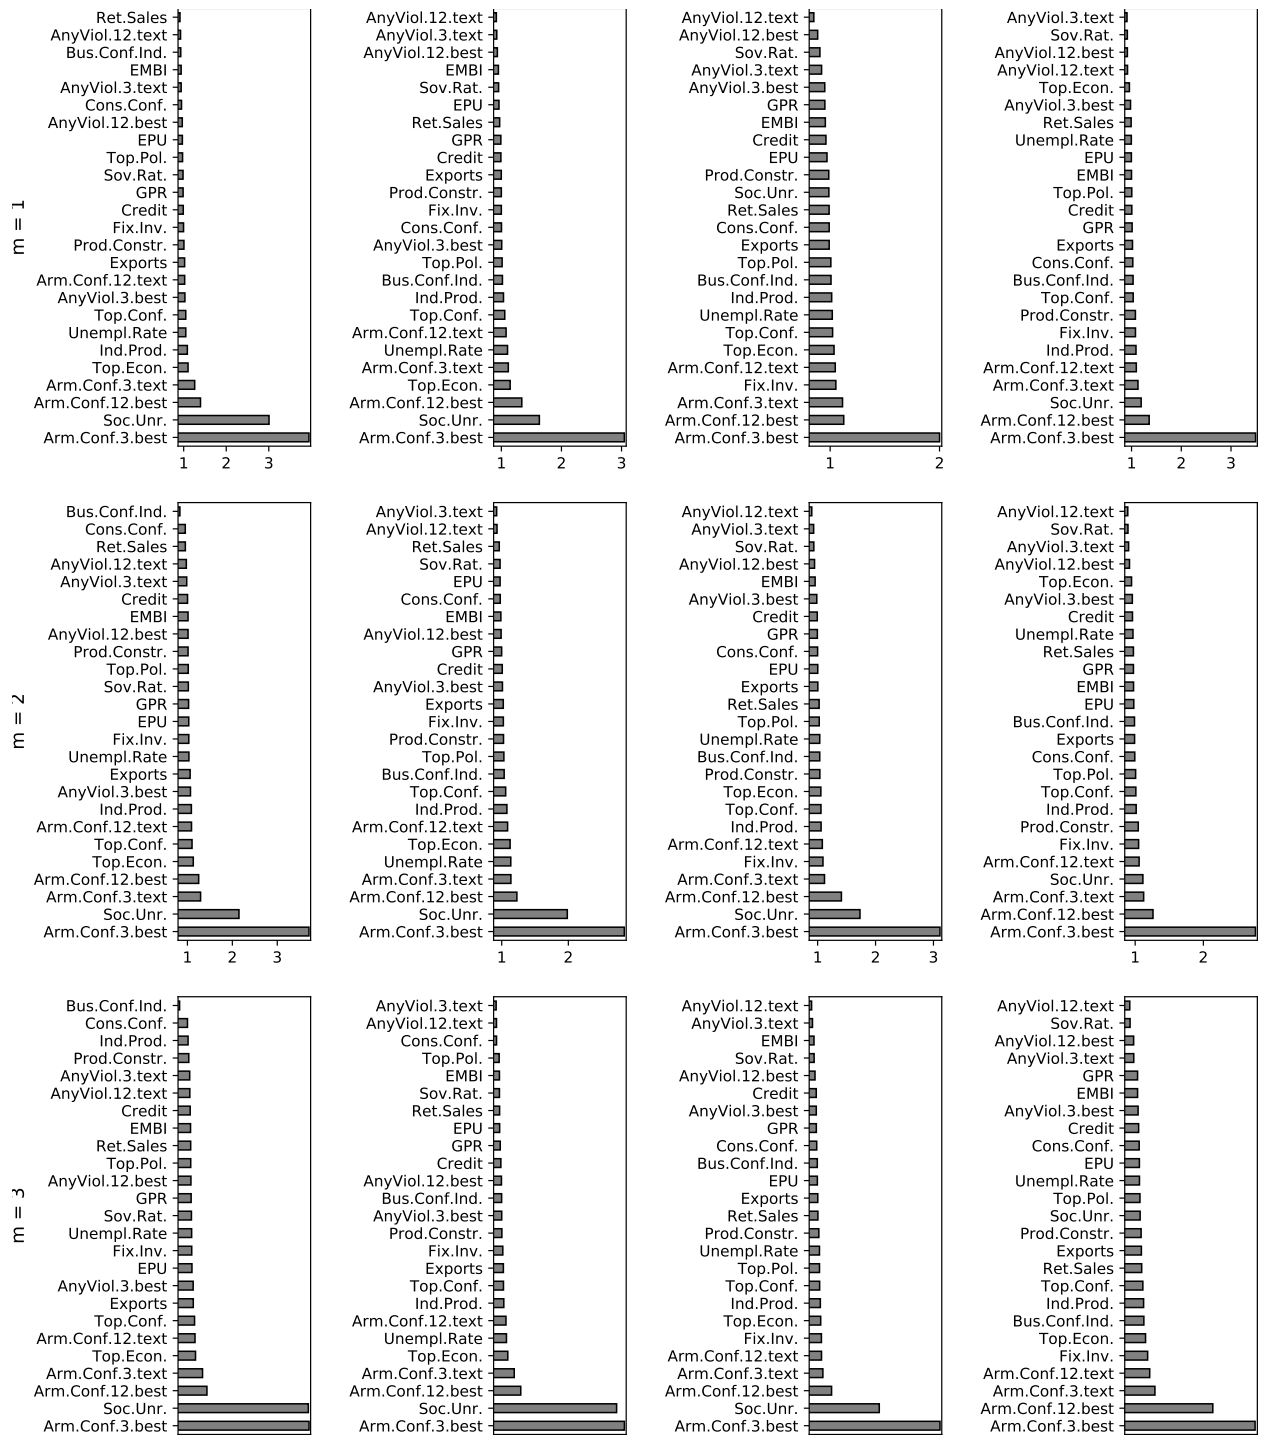 m = 1
Ret.Sales
AnyViol.12.text
Bus.Conf.Ind.
EMBI
AnyViol.3.text
Cons.Conf.
AnyViol.12.best
EPU
Top.Pol.
Sov.Rat.
GPR
Credit
Fix.Inv.
Prod.Constr.
Exports
Arm.Conf.12.text
AnyViol.3.best
Top.Conf.
Unempl.Rate
Ind.Prod.
Top.Econ.
Arm.Conf.3.text
Arm.Conf.12.best
Soc.Unr.
Arm.Conf.3.best
1 2 3
AnyViol.12.text
AnyViol.3.text
AnyViol.12.best
EMBI
Sov.Rat.
EPU
Ret.Sales
GPR
Credit
Exports
Prod.Constr.
Fix.Inv.
Cons.Conf.
AnyViol.3.best
Top.Pol.
Bus.Conf.Ind.
Ind.Prod.
Top.Conf.
Arm.Conf.12.text
Unempl.Rate
Arm.Conf.3.text
Top.Econ.
Arm.Conf.12.best
Soc.Unr.
Arm.Conf.3.best
1 2 3
AnyViol.12.text
AnyViol.12.best
Sov.Rat.
AnyViol.3.text
AnyViol.3.best
GPR
EMBI
Credit
EPU
Prod.Constr.
Soc.Unr.
Ret.Sales
Cons.Conf.
Exports
Top.Pol.
Bus.Conf.Ind.
Ind.Prod.
Unempl.Rate
Top.Conf.
Top.Econ.
Arm.Conf.12.text
Fix.Inv.
Arm.Conf.3.text
Arm.Conf.12.best
Arm.Conf.3.best
1 2
AnyViol.3.text
Sov.Rat.
AnyViol.12.best
AnyViol.12.text
Top.Econ.
AnyViol.3.best
Ret.Sales
Unempl.Rate
EPU
EMBI
Top.Pol.
Credit
GPR
Exports
Cons.Conf.
Bus.Conf.Ind.
Top.Conf.
Prod.Constr.
Fix.Inv.
Ind.Prod.
Arm.Conf.12.text
Arm.Conf.3.text
Soc.Unr.
Arm.Conf.12.best
Arm.Conf.3.best
1 2 3
m = 2
Bus.Conf.Ind.
Cons.Conf.
Ret.Sales
AnyViol.12.text
AnyViol.3.text
Credit
EMBI
AnyViol.12.best
Prod.Constr.
Top.Pol.
Sov.Rat.
GPR
EPU
Fix.Inv.
Unempl.Rate
Exports
AnyViol.3.best
Ind.Prod.
Arm.Conf.12.text
Top.Conf.
Top.Econ.
Arm.Conf.12.best
Arm.Conf.3.text
Soc.Unr.
Arm.Conf.3.best
1 2 3
AnyViol.3.text
AnyViol.12.text
Ret.Sales
Sov.Rat.
EPU
Cons.Conf.
EMBI
AnyViol.12.best
GPR
Credit
AnyViol.3.best
Exports
Fix.Inv.
Prod.Constr.
Top.Pol.
Bus.Conf.Ind.
Top.Conf.
Ind.Prod.
Arm.Conf.12.text
Top.Econ.
Unempl.Rate
Arm.Conf.3.text
Arm.Conf.12.best
Soc.Unr.
Arm.Conf.3.best
1 2
AnyViol.12.text
AnyViol.3.text
Sov.Rat.
AnyViol.12.best
EMBI
AnyViol.3.best
Credit
GPR
Cons.Conf.
EPU
Exports
Ret.Sales
Top.Pol.
Unempl.Rate
Bus.Conf.Ind.
Prod.Constr.
Top.Econ.
Top.Conf.
Ind.Prod.
Arm.Conf.12.text
Fix.Inv.
Arm.Conf.3.text
Arm.Conf.12.best
Soc.Unr.
Arm.Conf.3.best
1 2 3
AnyViol.12.text
Sov.Rat.
AnyViol.3.text
AnyViol.12.best
Top.Econ.
AnyViol.3.best
Credit
Unempl.Rate
Ret.Sales
GPR
EMBI
EPU
Bus.Conf.Ind.
Exports
Cons.Conf.
Top.Pol.
Top.Conf.
Ind.Prod.
Prod.Constr.
Fix.Inv.
Arm.Conf.12.text
Soc.Unr.
Arm.Conf.3.text
Arm.Conf.12.best
Arm.Conf.3.best
1 2
m = 3
Bus.Conf.Ind.
Cons.Conf.
Ind.Prod.
Prod.Constr.
AnyViol.3.text
AnyViol.12.text
Credit
EMBI
Ret.Sales
Top.Pol.
AnyViol.12.best
GPR
Sov.Rat.
Unempl.Rate
Fix.Inv.
EPU
AnyViol.3.best
Exports
Top.Conf.
Arm.Conf.12.text
Top.Econ.
Arm.Conf.3.text
Arm.Conf.12.best
Soc.Unr.
Arm.Conf.3.best
AnyViol.3.text
AnyViol.12.text
Cons.Conf.
Top.Pol.
EMBI
Sov.Rat.
Ret.Sales
EPU
GPR
Credit
AnyViol.12.best
Bus.Conf.Ind.
AnyViol.3.best
Prod.Constr.
Fix.Inv.
Exports
Top.Conf.
Ind.Prod.
Arm.Conf.12.text
Unempl.Rate
Top.Econ.
Arm.Conf.3.text
Arm.Conf.12.best
Soc.Unr.
Arm.Conf.3.best
AnyViol.12.text
AnyViol.3.text
EMBI
Sov.Rat.
AnyViol.12.best
Credit
AnyViol.3.best
GPR
Cons.Conf.
Bus.Conf.Ind.
EPU
Exports
Ret.Sales
Prod.Constr.
Unempl.Rate
Top.Pol.
Top.Conf.
Ind.Prod.
Top.Econ.
Fix.Inv.
Arm.Conf.12.text
Arm.Conf.3.text
Arm.Conf.12.best
Soc.Unr.
Arm.Conf.3.best
AnyViol.12.text
Sov.Rat.
AnyViol.12.best
AnyViol.3.text
GPR
EMBI
AnyViol.3.best
Credit
Cons.Conf.
EPU
Unempl.Rate
Top.Pol.
Soc.Unr.
Prod.Constr.
Exports
Ret.Sales
Top.Conf.
Ind.Prod.
Bus.Conf.Ind.
Top.Econ.
Fix.Inv.
Arm.Conf.12.text
Arm.Conf.3.text
Arm.Conf.12.best
Arm.Conf.3.best